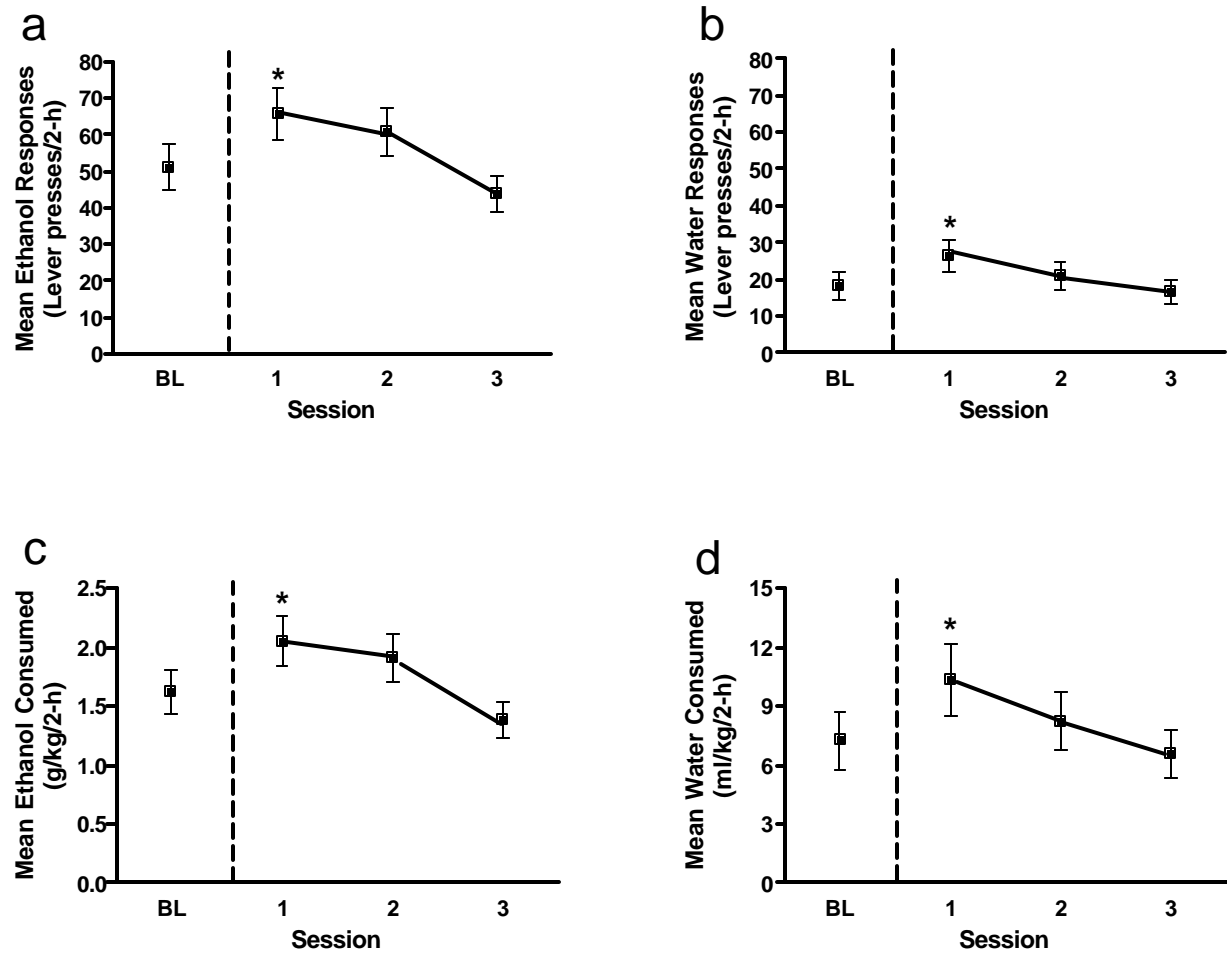 a
Mean Ethanol Responses
(Lever presses/2-h)
80
70
60
50
40
30
20
10
0
*
BL 1 2 3
Session
b
Mean Water Responses
(Lever presses/2-h)
80
70
60
50
40
30
20
10
0
*
BL 1 2 3
Session
c
Mean Ethanol Consumed
(g/kg/2-h)
2.5
2.0
1.5
1.0
0.5
0.0
*
BL 1 2 3
Session
d
Mean Water Consumed
(ml/kg/2-h)
15
12
9
6
3
0
*
BL 1 2 3
Session